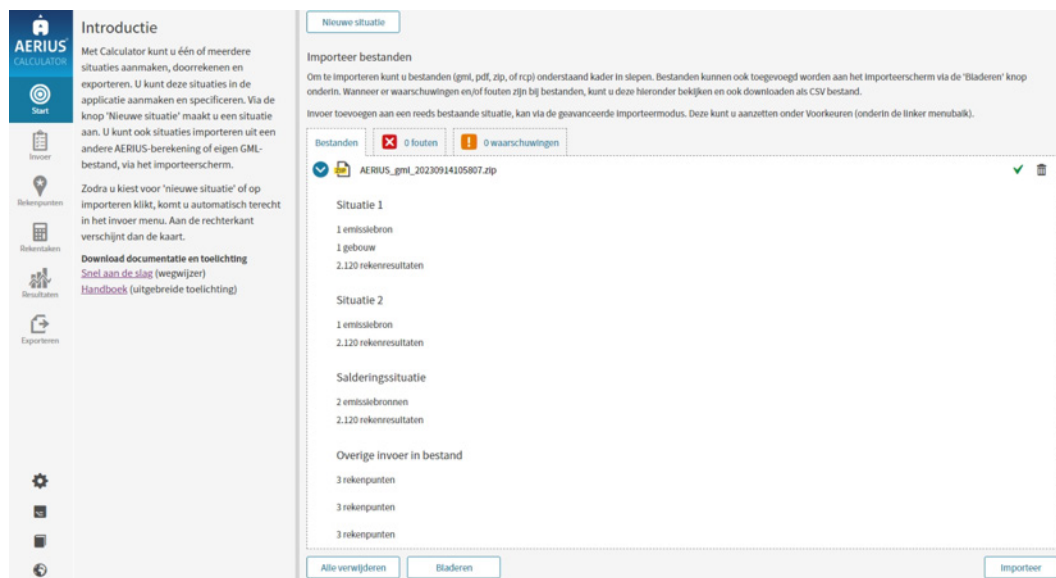 AERIUS
CALCULATOR
Start
Invoer
Rekenpunten
Rekentaken
Resultaten
Exporteren
Introductie
Met Calculator kunt u één of meerdere
situaties aanmaken, doorrekenen en
exporteren. U kunt deze situaties in de
applicatie aanmaken en specificeren. Via de
knop 'Nieuwe situatie' maakt u een situatie
aan. U kunt ook situaties importeren uit een
andere AERIUS-berekening of eigen GML-
bestand, via het importeerscherm.
Zodra u kiest voor 'nieuwe situatie' of op
importeren klikt, komt u automatisch terecht
in het invoer menu. Aan de rechterkant
verschijnt dan de kaart.
Download documentatie en toelichting
Snel aan de slag (wegwijzer)
Handboek (uitgebreide toelichting)
Nieuwe situatie
Importeer bestanden
Om te importeren kunt u bestanden (gml, pdf, zip, of rcp) onderstaand kader in slepen. Bestanden kunnen ook toegevoegd worden aan het importeerscherm via de 'Bladeren' knop
onderin. Wanneer er waarschuwingen en/of fouten zijn bij bestanden, kunt u deze hieronder bekijken en ook downloaden als CSV bestand.
Invoer toevoegen aan een reeds bestaande situatie, kan via de geavanceerde importeermodus. Deze kunt u aanzetten onder Voorkeuren (onderin de linker menubalk).
Bestanden
0 fouten
0 waarschuwingen
ZIP AERIUS_gml_20230914105807.zip
Situatie 1
1 emissiebron
1 gebouw
2.120 rekenresultaten
Situatie 2
1 emissiebron
2.120 rekenresultaten
Salderingssituatie
2 emissiebronnen
2.120 rekenresultaten
Overige invoer in bestand
3 rekenpunten
3 rekenpunten
3 rekenpunten
Alle verwijderen
Bladeren
Importeer